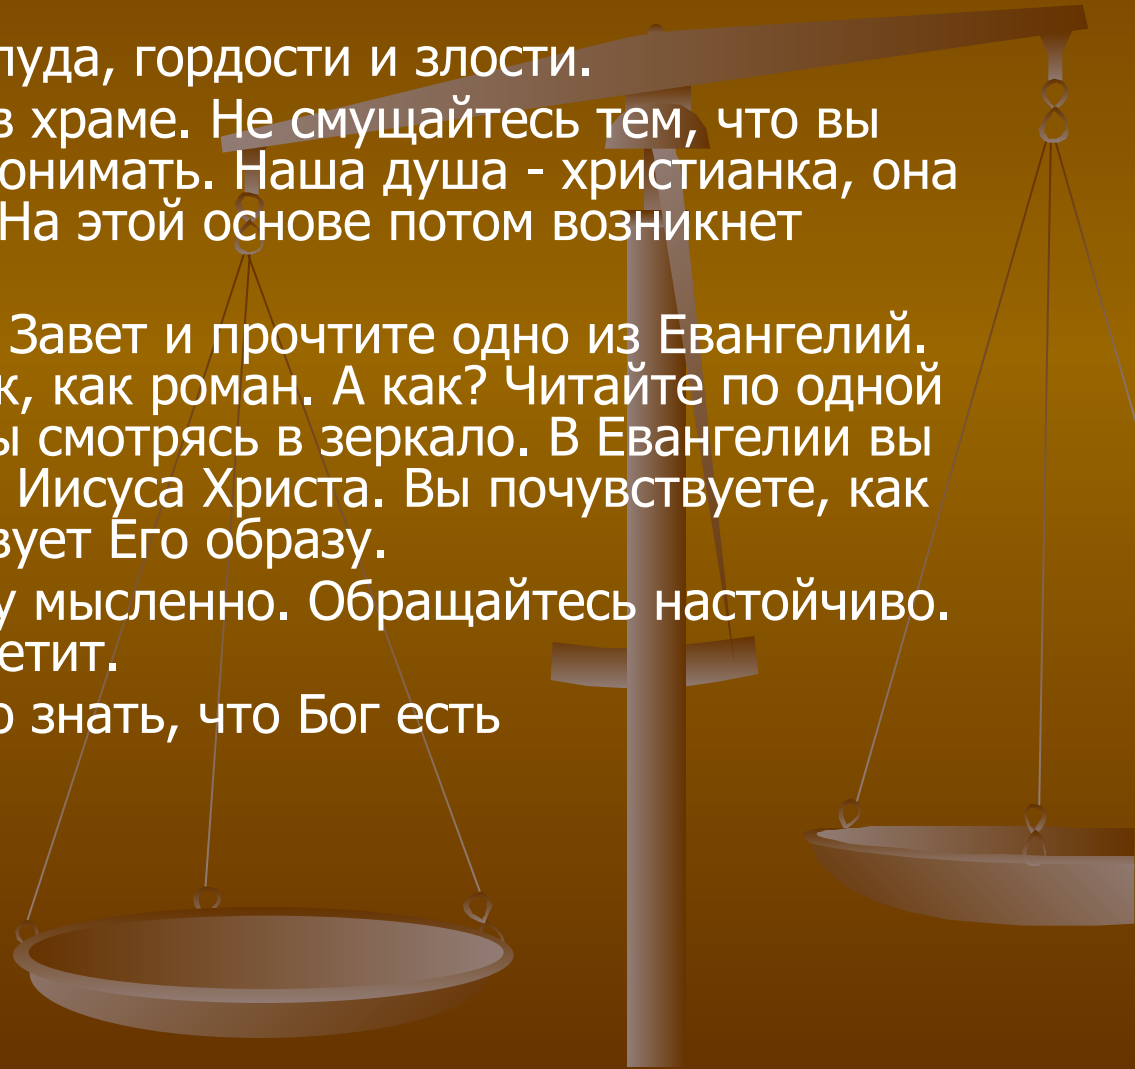 луда, гордости и злости.
в храме. Не смущайтесь тем, что вы
онимать. Наша душа - христианка, она
На этой основе потом возникнет
Завет и прочтите одно из Евангелий.
к, как роман. А как? Читайте по одной
ы смотрясь в зеркало. В Евангелии вы
Иисуса Христа. Вы почувствуете, как
вует Его образу.
у мысленно. Обращайтесь настойчиво.
етит.
о знать, что Бог есть